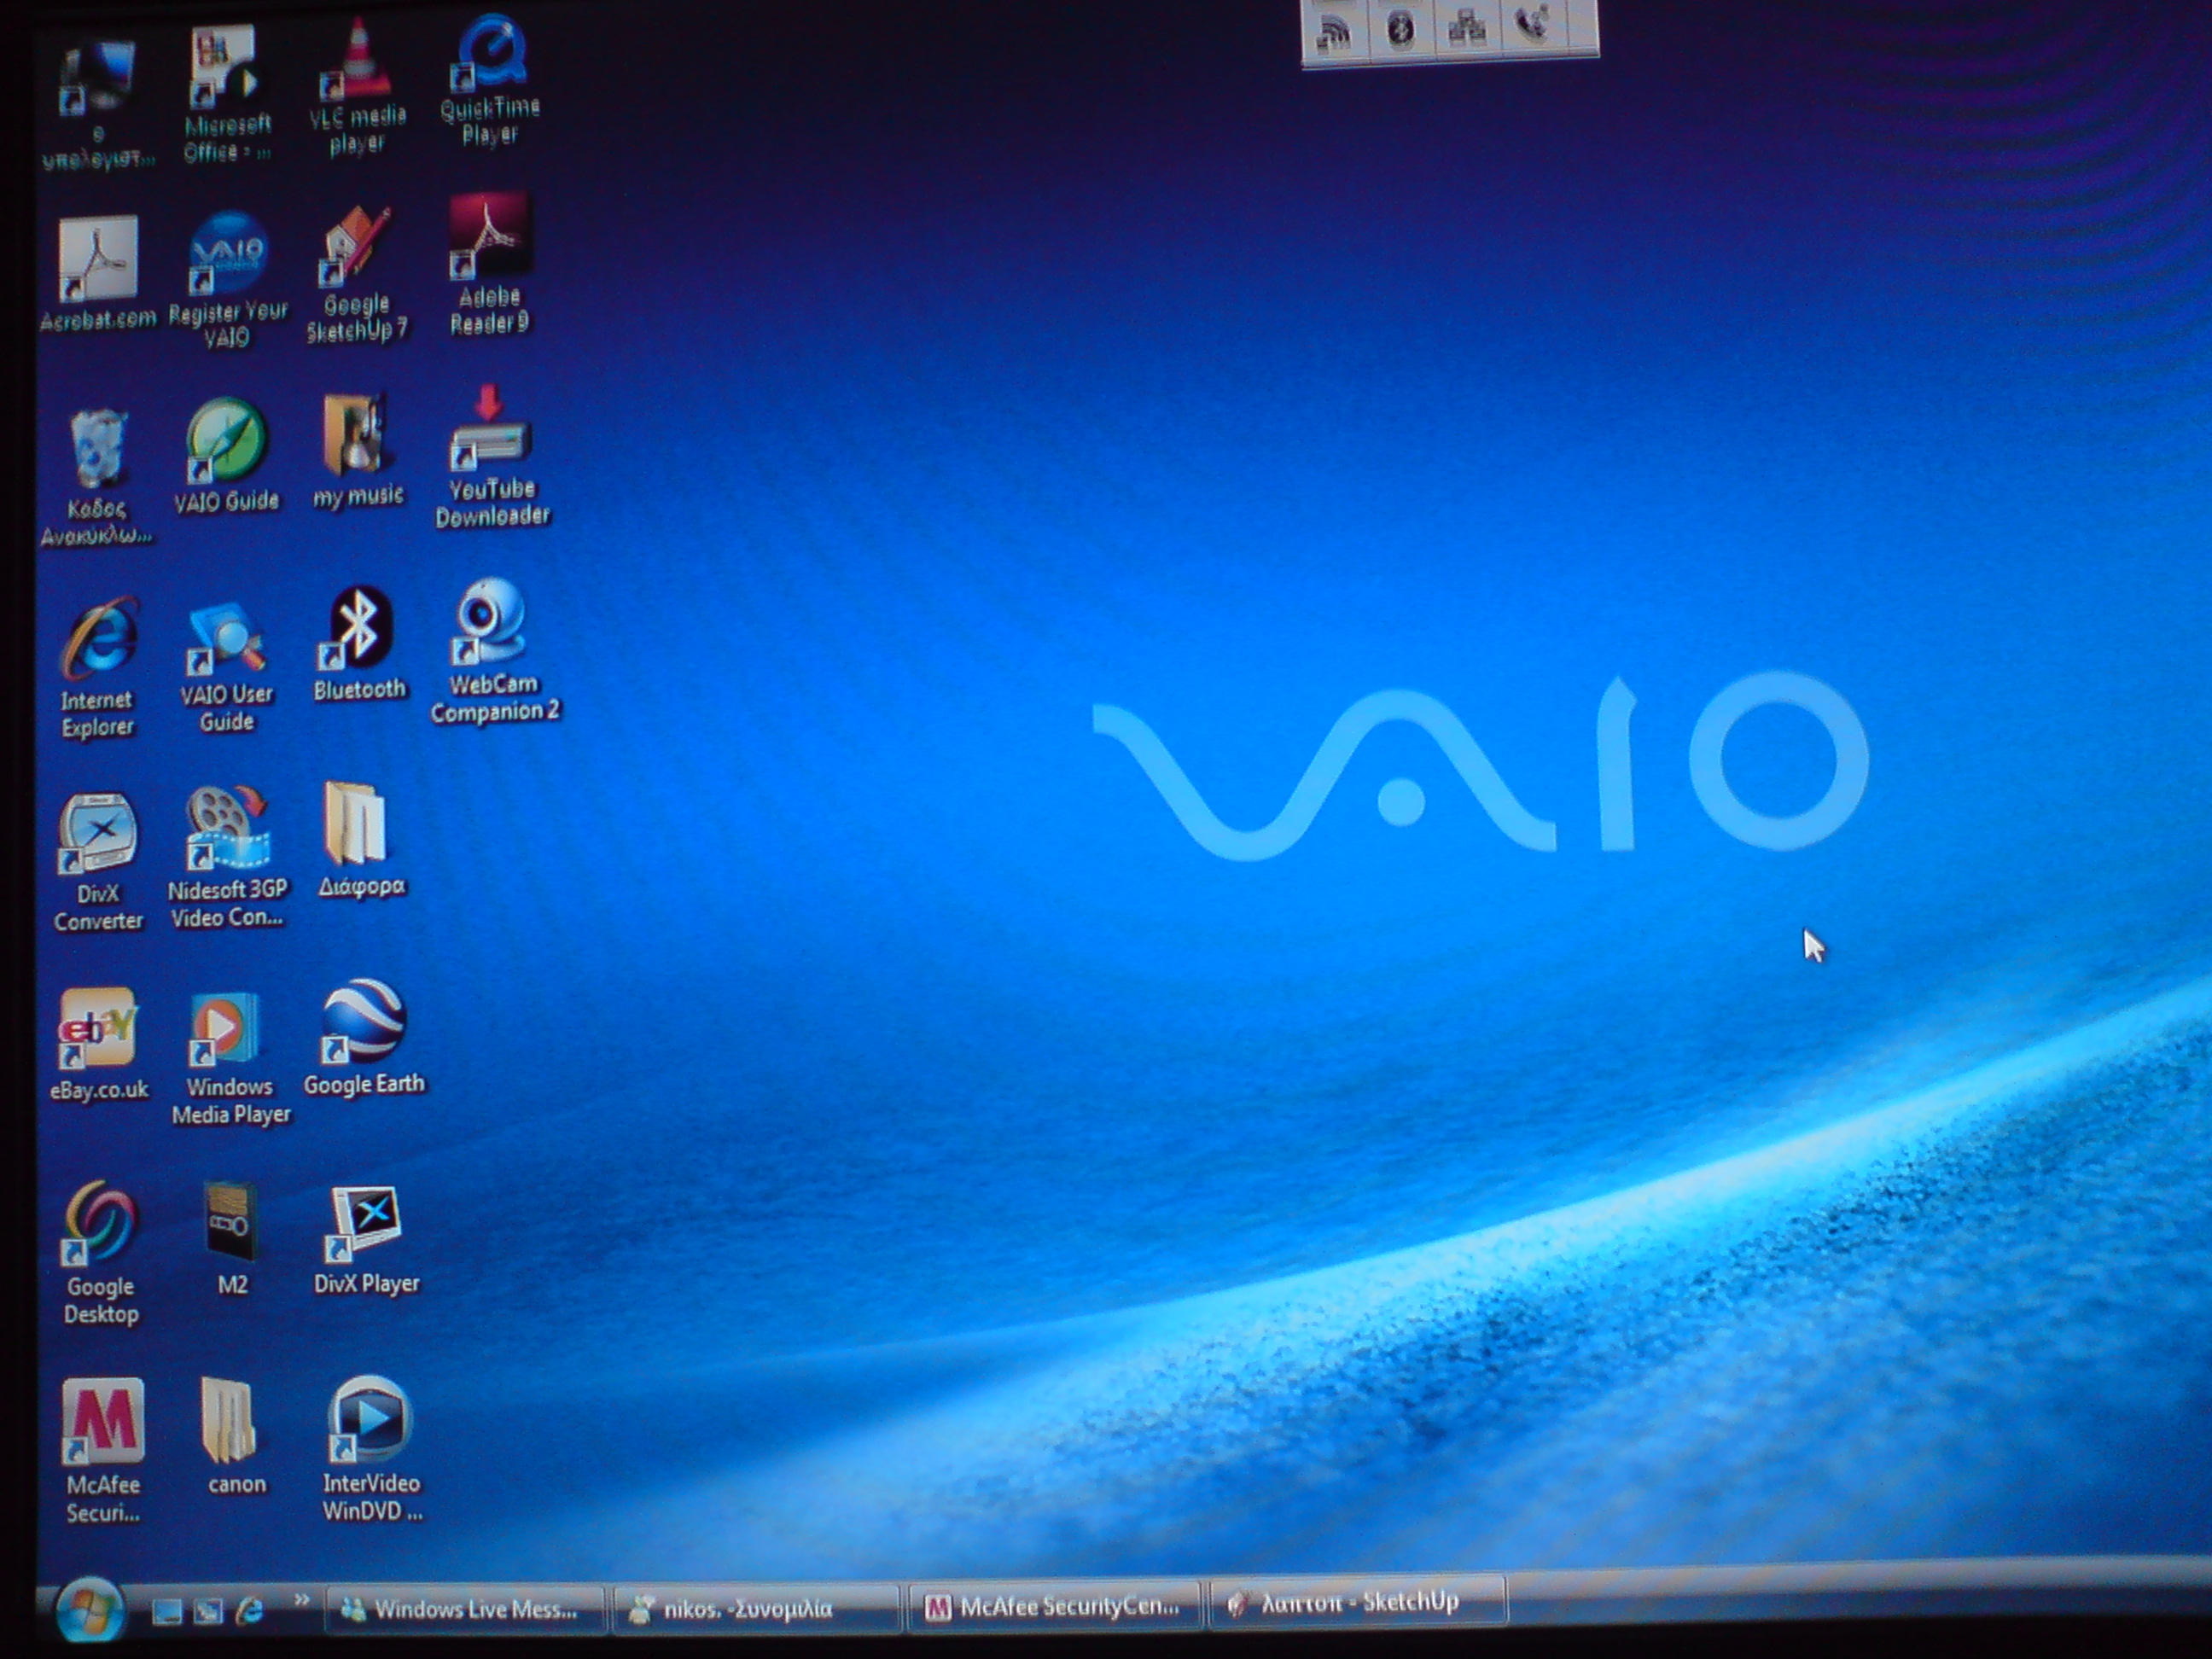 ο
υπολογιστ...
Microsoft
Office - ...
VLC media
player
QuickTime
Player
Acrobat.com
VAIO
Register Your
VAIO
Google
SketchUp 7
Adobe
Reader 9
Κάδος
Ανακύκλω...
VAIO Guide
my music
YouTube
Downloader
Internet
Explorer
VAIO User
Guide
Bluetooth
WebCam
Companion 2
VAIO
DivX
Converter
Nidesoft 3GP
Video Con...
Διάφορα
ebay
eBay.co.uk
Windows
Media Player
Google Earth
Google
Desktop
M2
DivX Player
M
McAfee
Securi...
canon
InterVideo
WinDVD ...
» Windows Live Mess... nikos. -Συνομιλία M McAfee SecurityCen... λαπτοπ - SketchUp